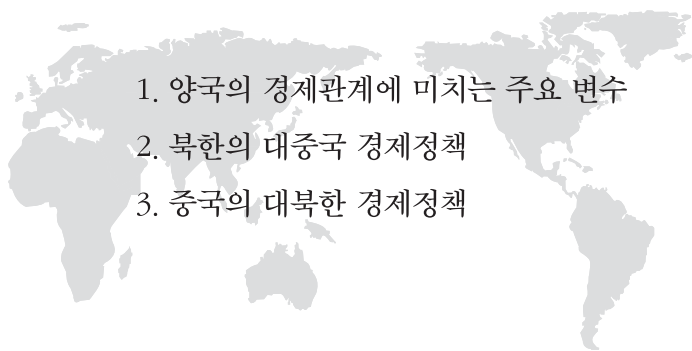 1. 양국의 경제관계에 미치는 주요 변수
2. 북한의 대중국 경제정책
3. 중국의 대북한 경제정책